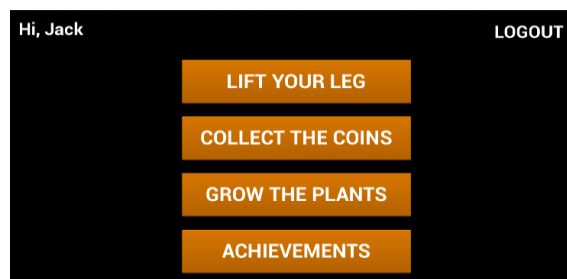 Hi, Jack
LOGOUT
LIFT YOUR LEG
COLLECT THE COINS
GROW THE PLANTS
ACHIEVEMENTS